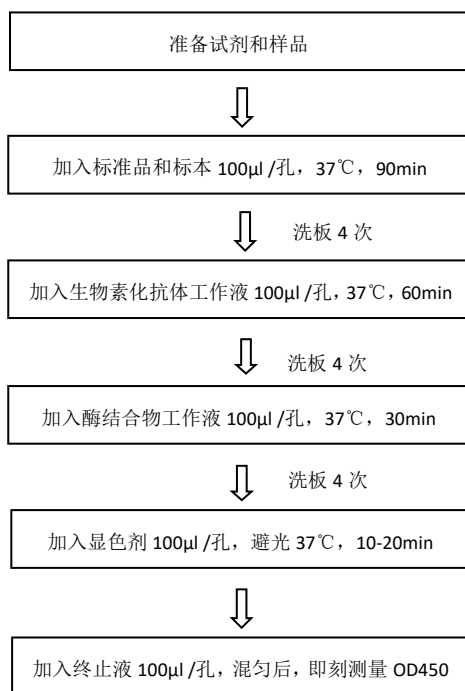 准备试剂和样品
加入标准品和标本 100μl /孔，37℃，90min
洗板 4 次
加入生物素化抗体工作液 100μl /孔，37℃，60min
洗板 4 次
加入酶结合物工作液 100μl /孔，37℃，30min
洗板 4 次
加入显色剂 100μl /孔，避光 37℃，10-20min
加入终止液 100μl /孔，混匀后，即刻测量 OD450